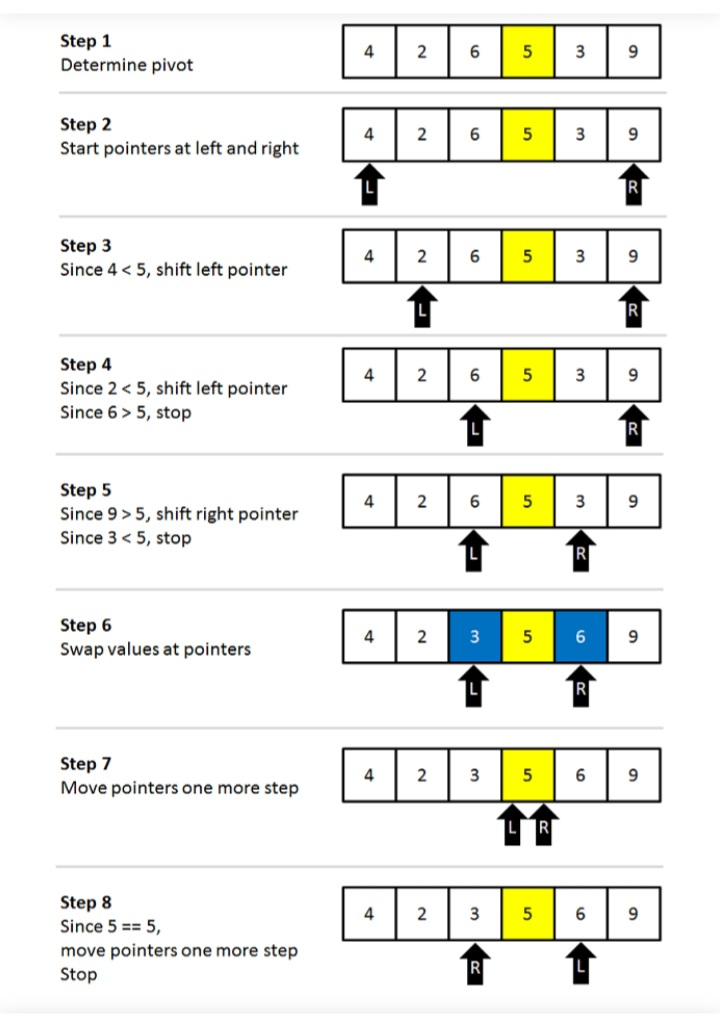 Step 1
Determine pivot
4 2 6 5 3 9
Step 2
Start pointers at left and right
4 2 6 5 3 9
L R
Step 3
Since 4 < 5, shift left pointer
4 2 6 5 3 9
L R
Step 4
Since 2 < 5, shift left pointer
Since 6 > 5, stop
4 2 6 5 3 9
L R
Step 5
Since 9 > 5, shift right pointer
Since 3 < 5, stop
4 2 6 5 3 9
L R
Step 6
Swap values at pointers
4 2 3 5 6 9
L R
Step 7
Move pointers one more step
4 2 3 5 6 9
L R
Step 8
Since 5 == 5,
move pointers one more step
Stop
4 2 3 5 6 9
R L